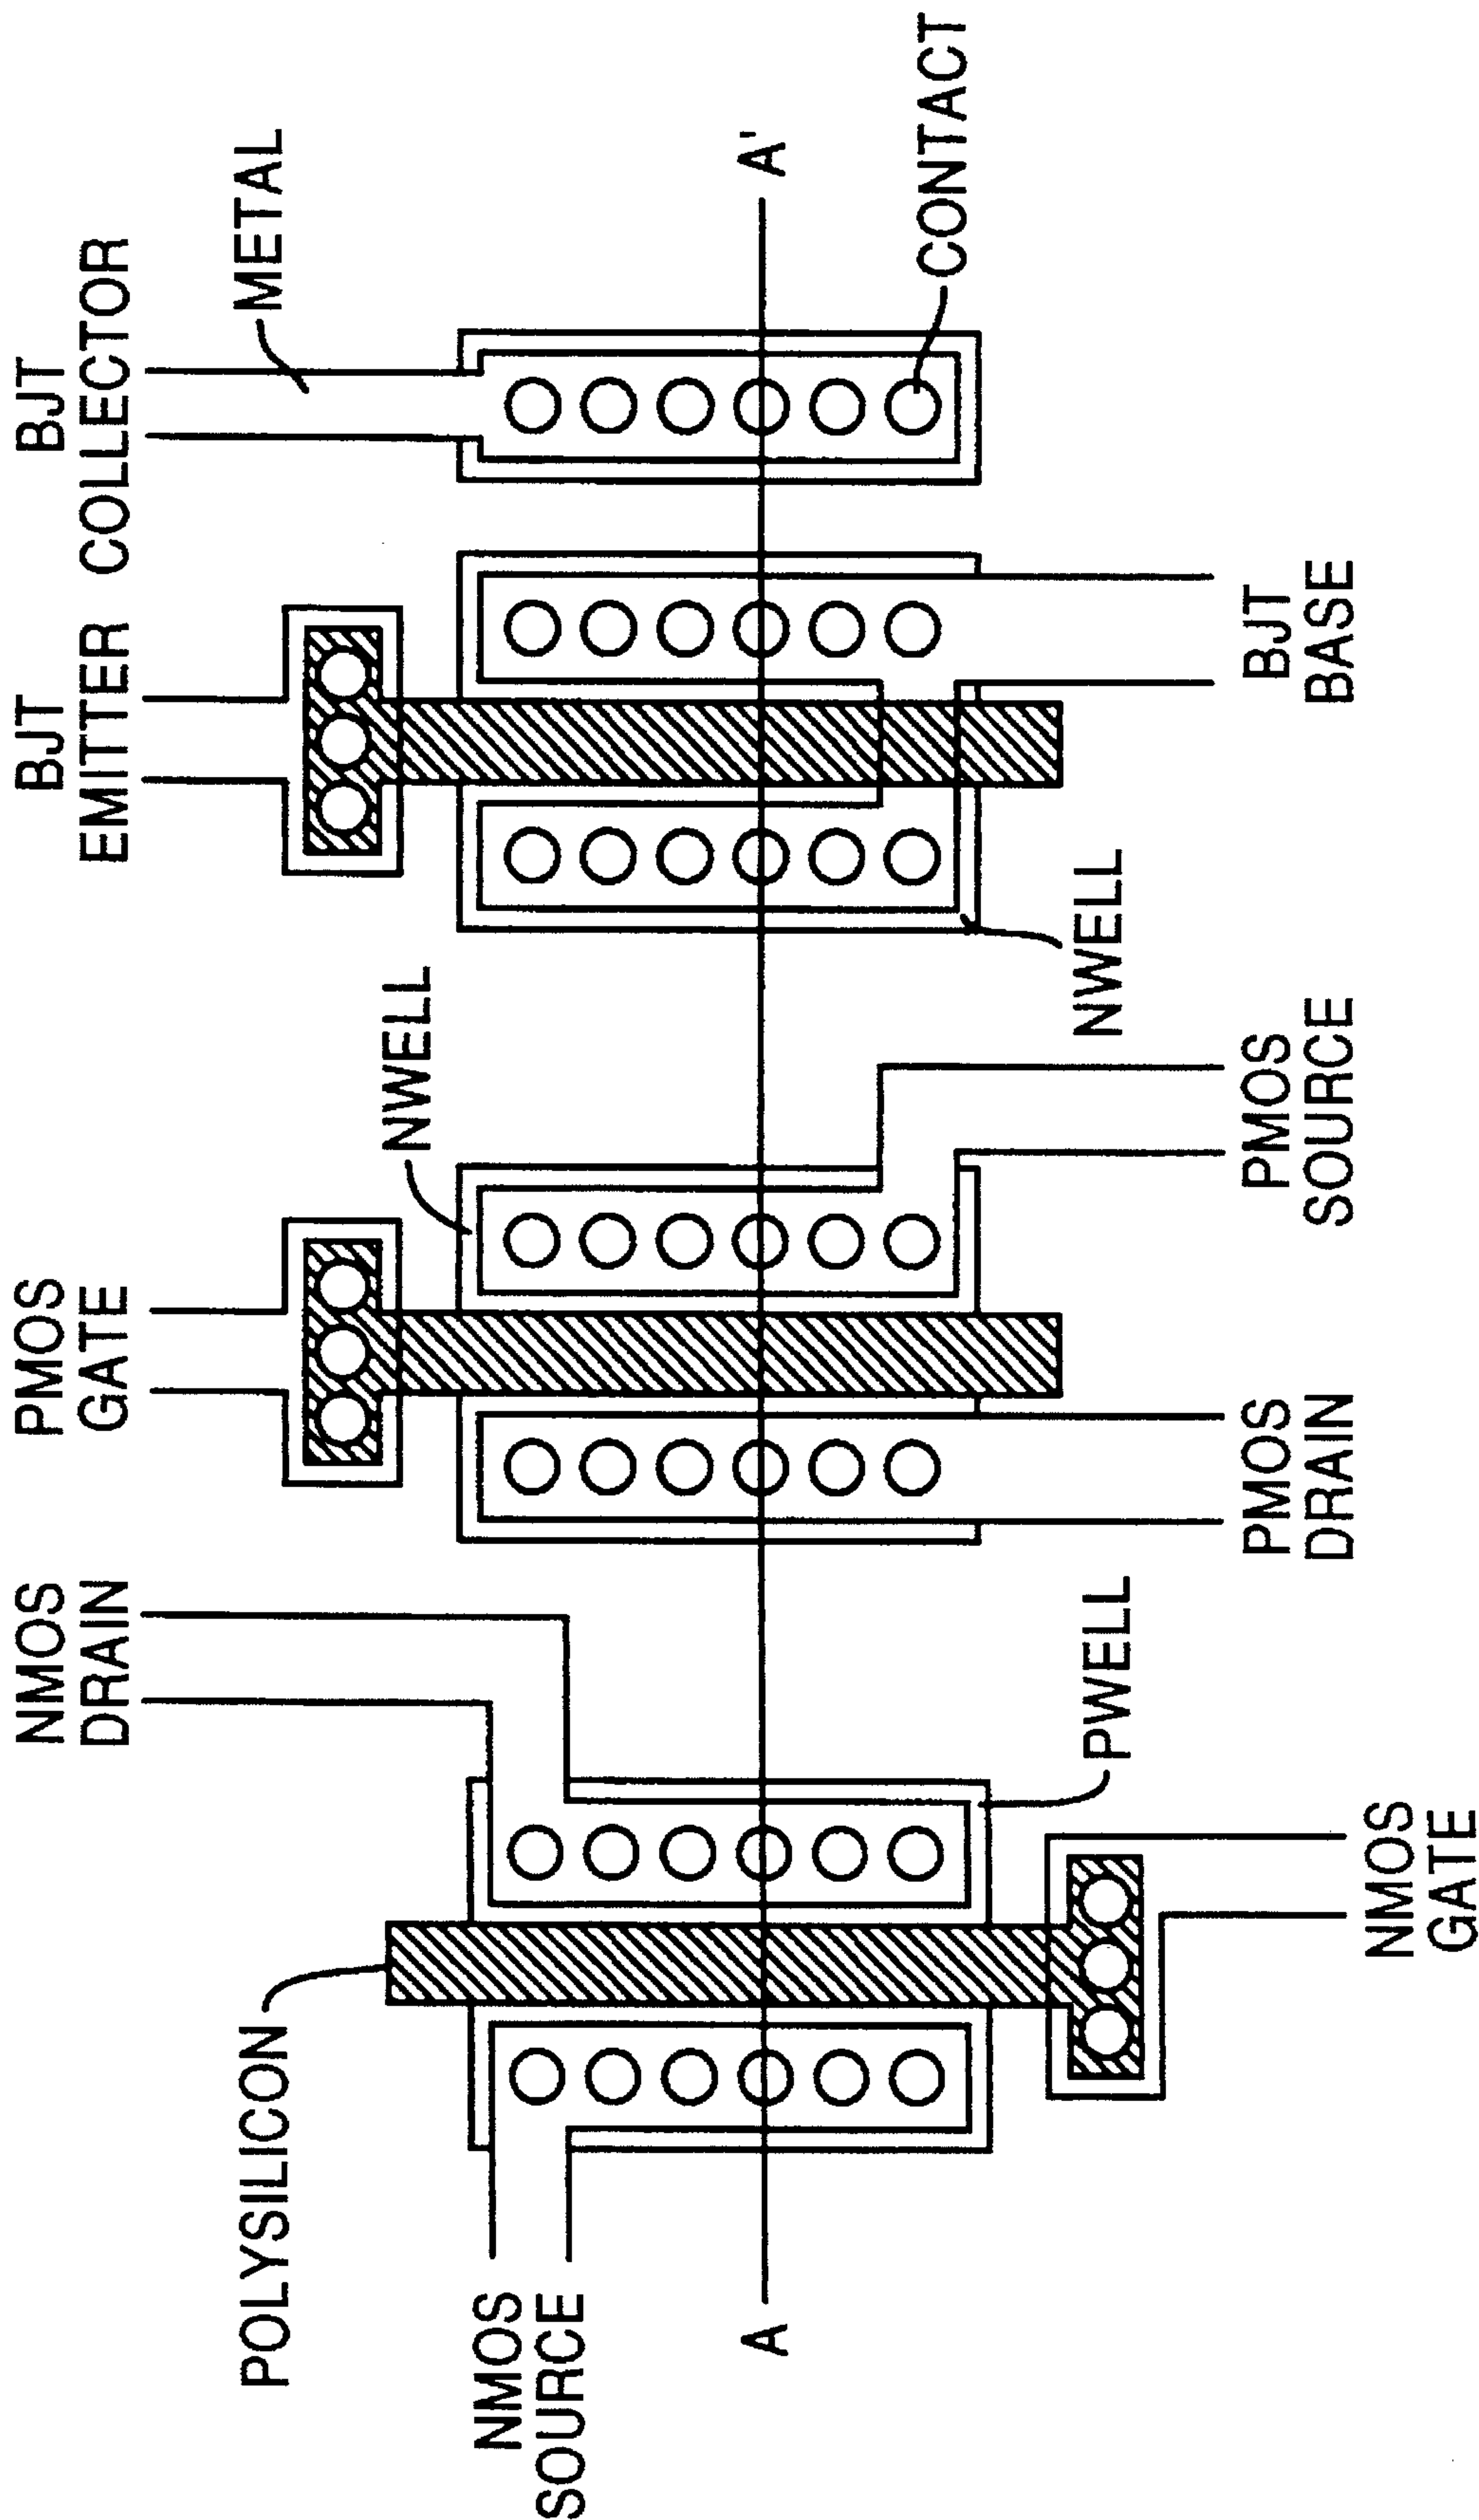 NMOS
DRAIN
PMOS
GATE
BJT
EMITTER
BJT
COLLECTOR
POLYSILICON
METAL
NWELL
NMOS
SOURCE
A
A'
CONTACT
PWELL
NWELL
PMOS
DRAIN
PMOS
SOURCE
BJT
BASE
NMOS
GATE